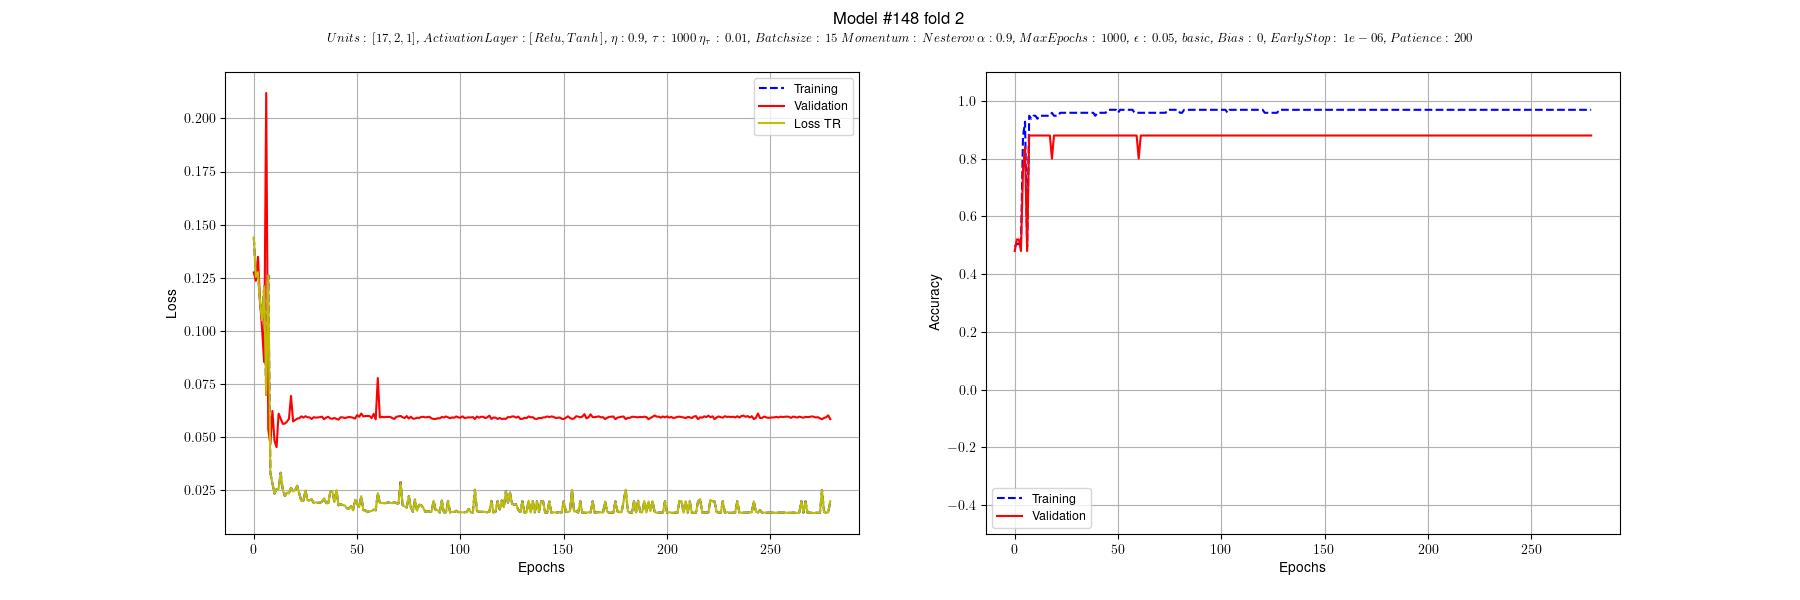 Model #148 fold 2
Units : [17, 2, 1], ActivationLayer : [Relu, Tanh], η : 0.9, τ : 1000 η_τ : 0.01, Batchsize : 15 Momentum : Nesterov α : 0.9, MaxEpochs : 1000, ϵ : 0.05, basic, Bias : 0, EarlyStop : 1e − 06, Patience : 200
Training
Validation
Loss TR
0.200
0.175
0.150
0.125
0.100
0.075
0.050
0.025
Loss
0 50 100 150 200 250
Epochs
1.0
0.8
0.6
0.4
0.2
0.0
−0.2
−0.4
Accuracy
Training
Validation
0 50 100 150 200 250
Epochs